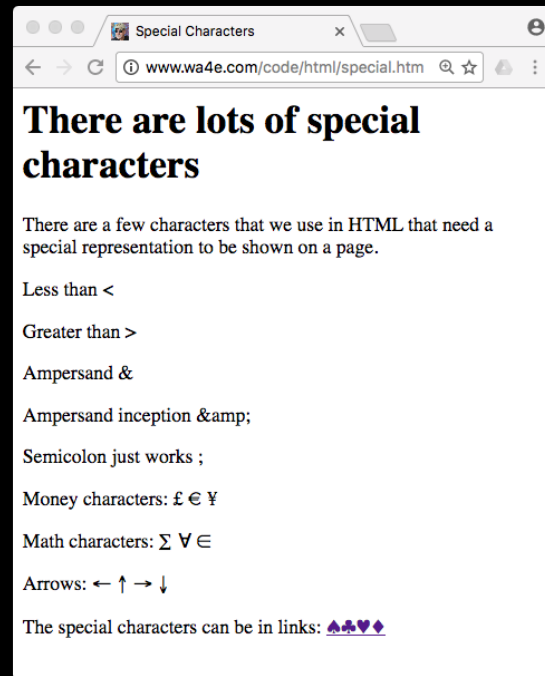 Special Characters
www.wa4e.com/code/html/special.htm
There are lots of special
characters
There are a few characters that we use in HTML that need a
special representation to be shown on a page.
Less than <
Greater than >
Ampersand &
Ampersand inception &amp;
Semicolon just works ;
Money characters: £ € ¥
Math characters: ∑ ∀ ∈
Arrows: ← ↑ → ↓
The special characters can be in links: ♠♣♥♦